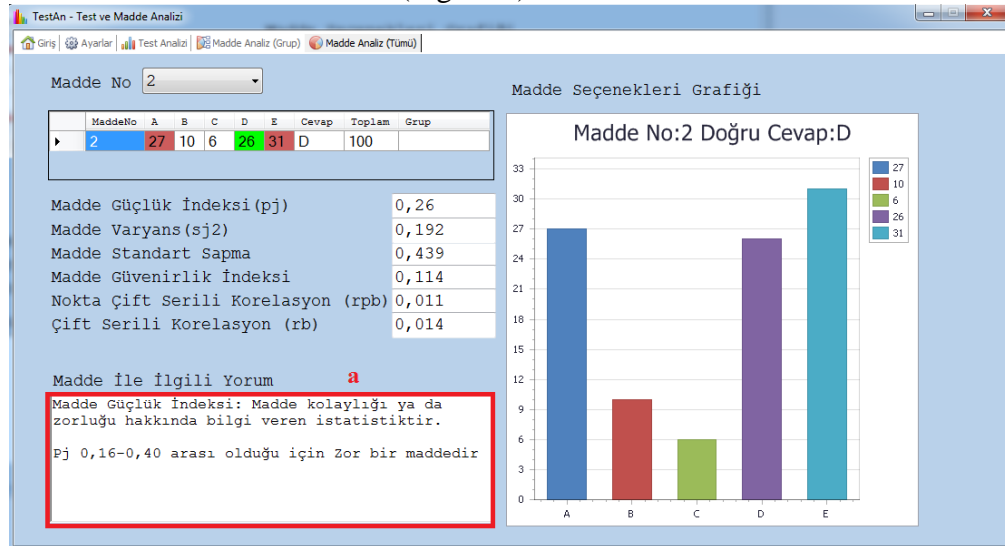 TestAn - Test ve Madde Analizi
Giriş Ayarlar Test Analizi Madde Analiz (Grup) Madde Analiz (Tümü)
Madde No 2
MaddeNo A B C D E Cevap Toplam Grup
2 27 10 6 26 31 D 100
Madde Güçlük İndeksi(pj) 0,26
Madde Varyans(sj2) 0,192
Madde Standart Sapma 0,439
Madde Güvenirlik İndeksi 0,114
Nokta Çift Serili Korelasyon (rpb) 0,011
Çift Serili Korelasyon (rb) 0,014
Madde İle İlgili Yorum a
Madde Güçlük İndeksi: Madde kolaylığı ya da
zorluğu hakkında bilgi veren istatistiktir.
Pj 0,16-0,40 arası olduğu için Zor bir maddedir
Madde Seçenekleri Grafiği
Madde No:2 Doğru Cevap:D
33
30
27
24
21
18
15
12
9
6
3
0
A B C D E
27
10
6
26
31